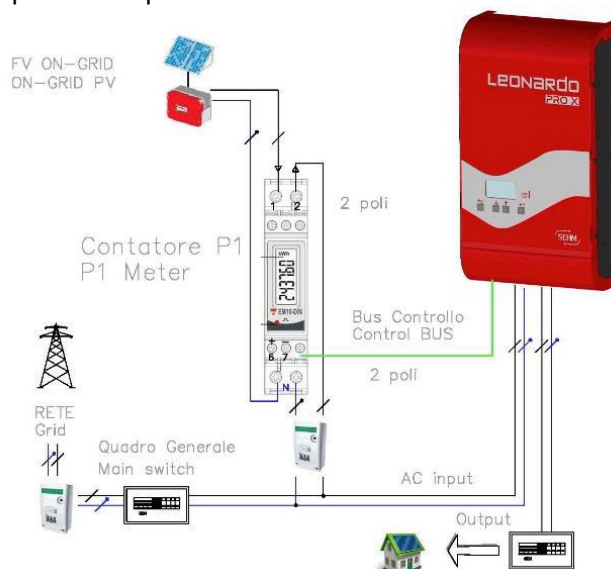 FV ON-GRID
ON-GRID PV
LEONARDO
PRO X
1 2
2 poli
kWh
Contatore P1
P1 Meter
EM10-DIN
Bus Controllo
Control BUS
+ -
6 7
2 poli
N
RETE
Grid
Quadro Generale
Main switch
AC input
Output